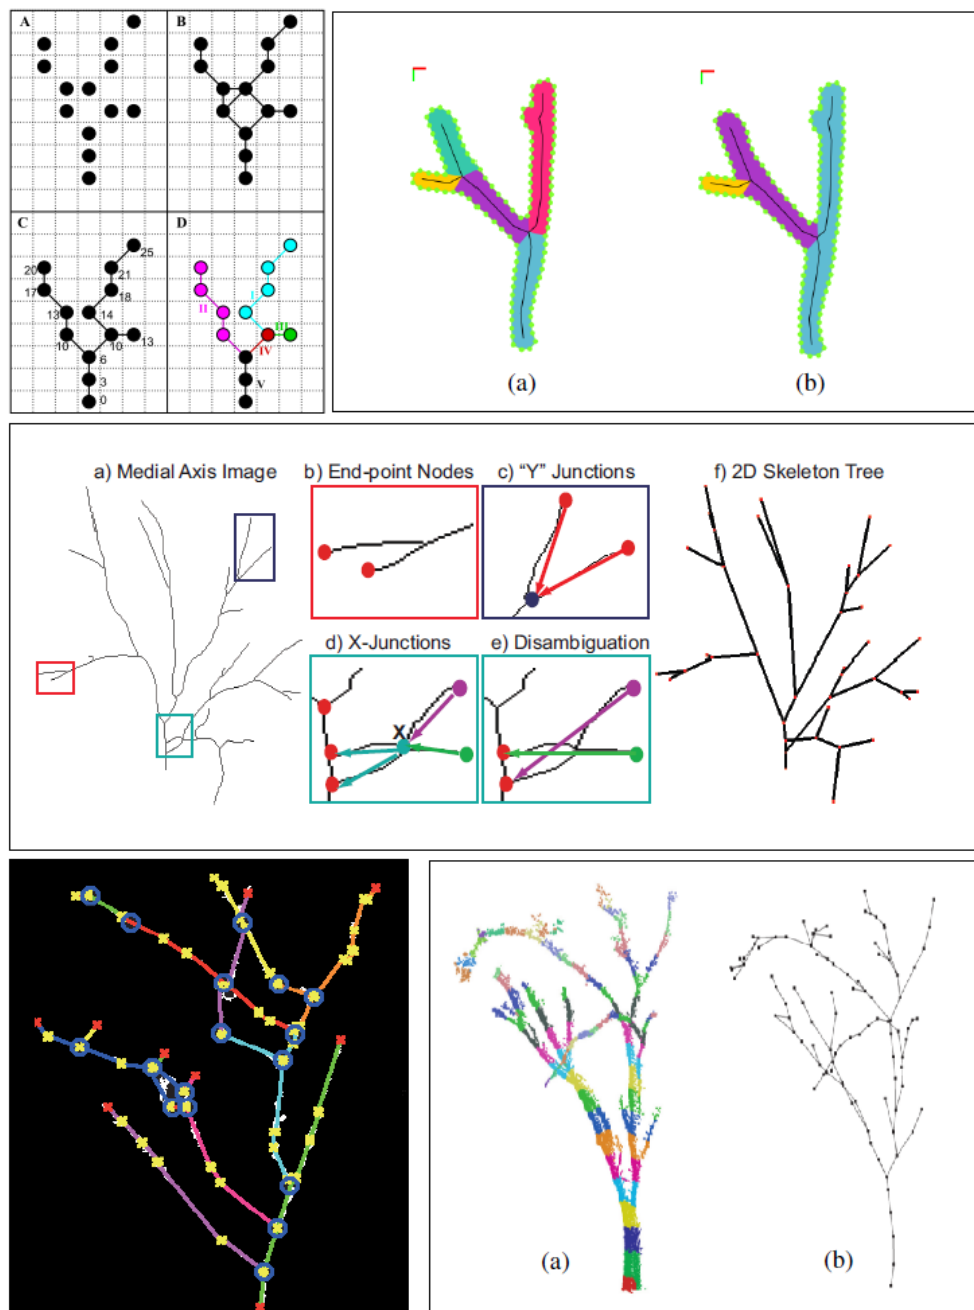 A
B
C
D
25
20
21
17
18
13
14
10
10
13
6
3
0
I
II
III
IV
V
(a)
(b)
a) Medial Axis Image
b) End-point Nodes
c) “Y” Junctions
f) 2D Skeleton Tree
d) X-Junctions
e) Disambiguation
X
(a)
(b)